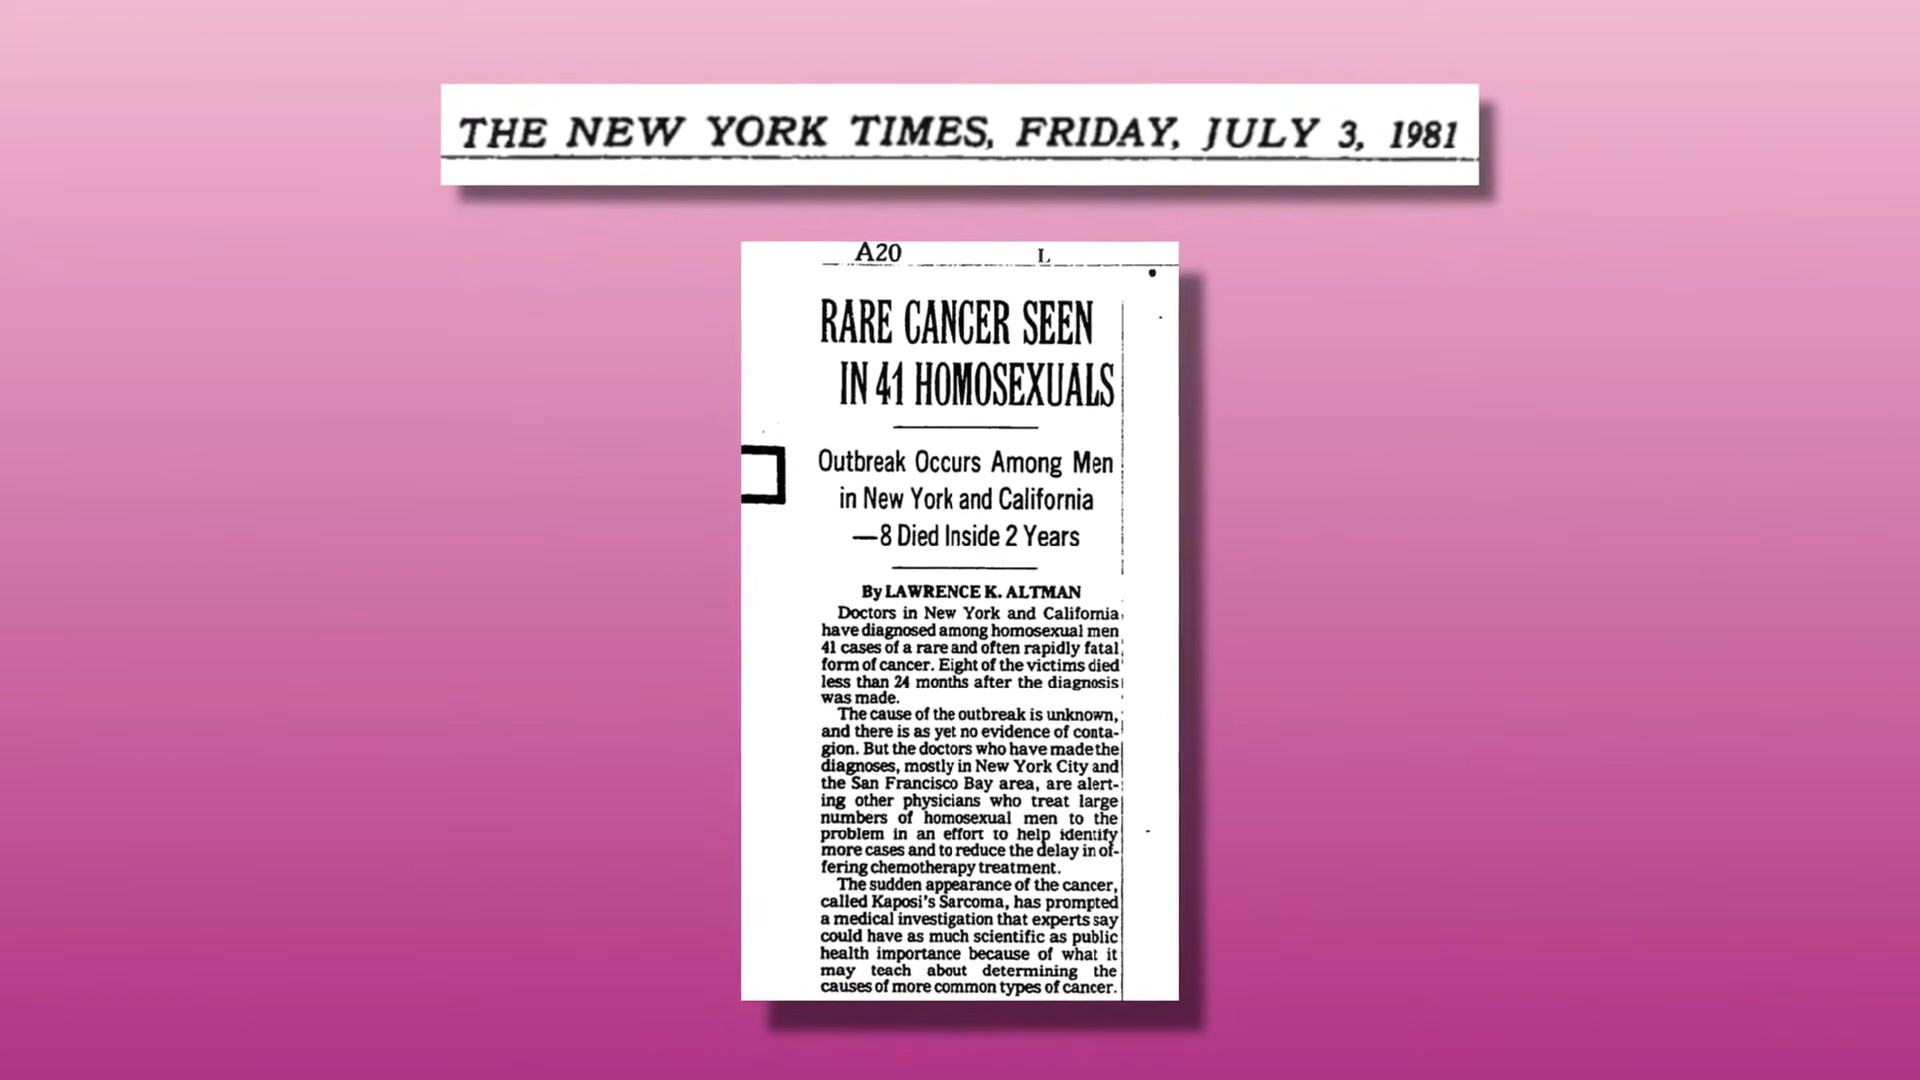 THE NEW YORK TIMES, FRIDAY, JULY 3, 1981
A20 L
RARE CANCER SEEN
IN 41 HOMOSEXUALS
Outbreak Occurs Among Men
in New York and California
—8 Died Inside 2 Years
By LAWRENCE K. ALTMAN
Doctors in New York and California
have diagnosed among homosexual men
41 cases of a rare and often rapidly fatal
form of cancer. Eight of the victims died
less than 24 months after the diagnosis
was made.
The cause of the outbreak is unknown,
and there is as yet no evidence of conta-
gion. But the doctors who have made the
diagnoses, mostly in New York City and
the San Francisco Bay area, are alert-
ing other physicians who treat large
numbers of homosexual men to the
problem in an effort to help identify
more cases and to reduce the delay in of-
fering chemotherapy treatment.
The sudden appearance of the cancer,
called Kaposi's Sarcoma, has prompted
a medical investigation that experts say
could have as much scientific as public
health importance because of what it
may teach about determining the
causes of more common types of cancer.